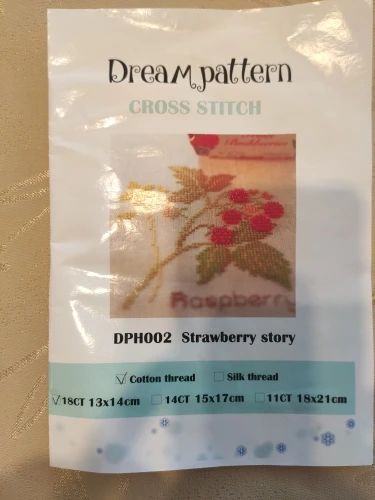 Dream pattern
CROSS STITCH
Raspberry
DPH002 Strawberry story
Cotton thread Silk thread
18CT 13x14cm 14CT 15x17cm 11CT 18x21cm